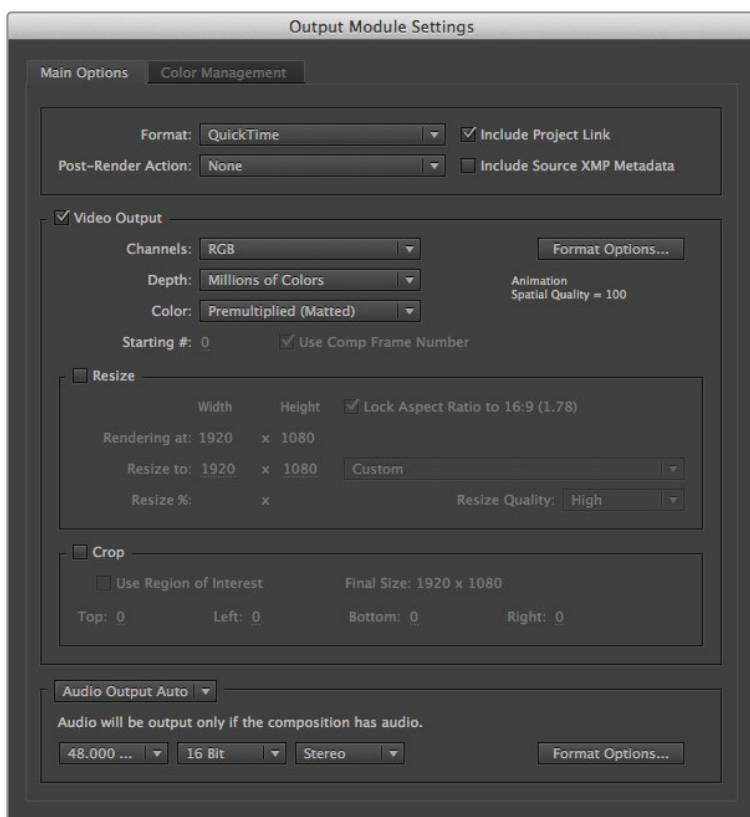 Output Module Settings
Main Options Color Management
Format: QuickTime Include Project Link
Post-Render Action: None Include Source XMP Metadata
Video Output
Channels: RGB Format Options...
Depth: Millions of Colors Animation
Spatial Quality = 100
Color: Premultiplied (Matted)
Starting #: 0 Use Comp Frame Number
Resize
Width Height Lock Aspect Ratio to 16:9 (1.78)
Rendering at: 1920 x 1080
Resize to: 1920 x 1080 Custom
Resize %: x Resize Quality: High
Crop
Use Region of Interest Final Size: 1920 x 1080
Top: 0 Left: 0 Bottom: 0 Right: 0
Audio Output Auto
Audio will be output only if the composition has audio.
48.000 ... 16 Bit Stereo Format Options...